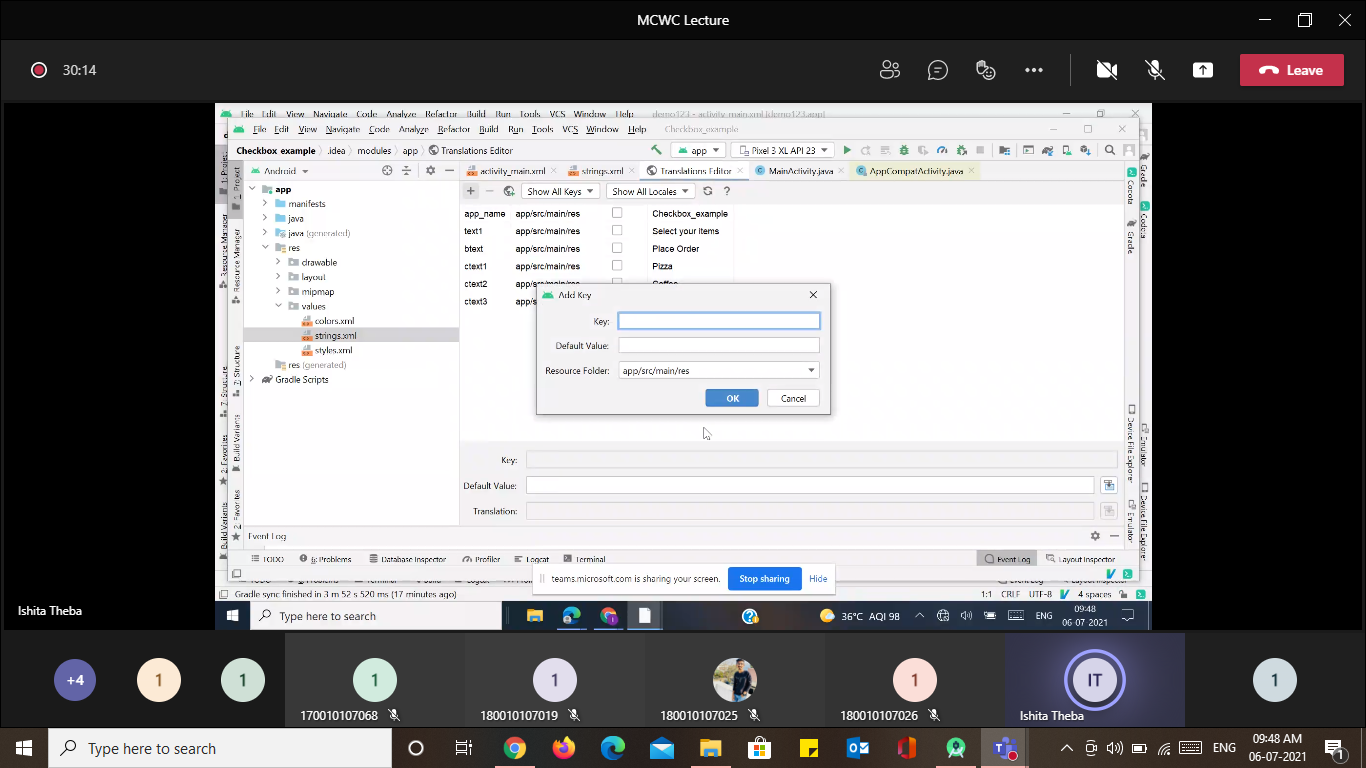 MCWC Lecture
30:14
Leave
File Edit View Navigate Code Analyze Refactor Build Run Tools VCS Window Help demo123 - activity_main.xml [demo123.app]
File Edit View Navigate Code Analyze Refactor Build Run Tools VCS Window Help Checkbox_example
Checkbox_example .idea modules app Translations Editor app Pixel 3 XL API 23
Android activity_main.xml strings.xml Translations Editor MainActivity.java AppCompatActivity.java
Show All Keys Show All Locales ?
app
manifests
java
java (generated)
res
drawable
layout
mipmap
values
colors.xml
strings.xml
styles.xml
res (generated)
Gradle Scripts
app_name app/src/main/res Checkbox_example
text1 app/src/main/res Select your items
btext app/src/main/res Place Order
ctext1 app/src/main/res Pizza
ctext2 app/src/main/res Coffee
ctext3 app/s
Add Key
Key:
Default Value:
Resource Folder: app/src/main/res
OK Cancel
Key:
Default Value:
Translation:
1: Project
Resource Manager
Z: Structure
Build Variants
2: Favorites
Codota
Gradle
Device File Explorer
Emulator
Event Log
TODO 6: Problems Database Inspector Profiler Logcat Terminal Event Log Layout Inspector
teams.microsoft.com is sharing your screen. Stop sharing Hide
Gradle sync finished in 3 m 52 s 520 ms (17 minutes ago) 1:1 CRLF UTF-8 4 spaces
Type here to search 36°C AQI 98 ENG 09:48
06-07-2021
Ishita Theba
+4 1 1 1 1 1 IT 1
170010107068 180010107019 180010107025 180010107026 Ishita Theba
Type here to search ENG 09:48 AM
06-07-2021
1